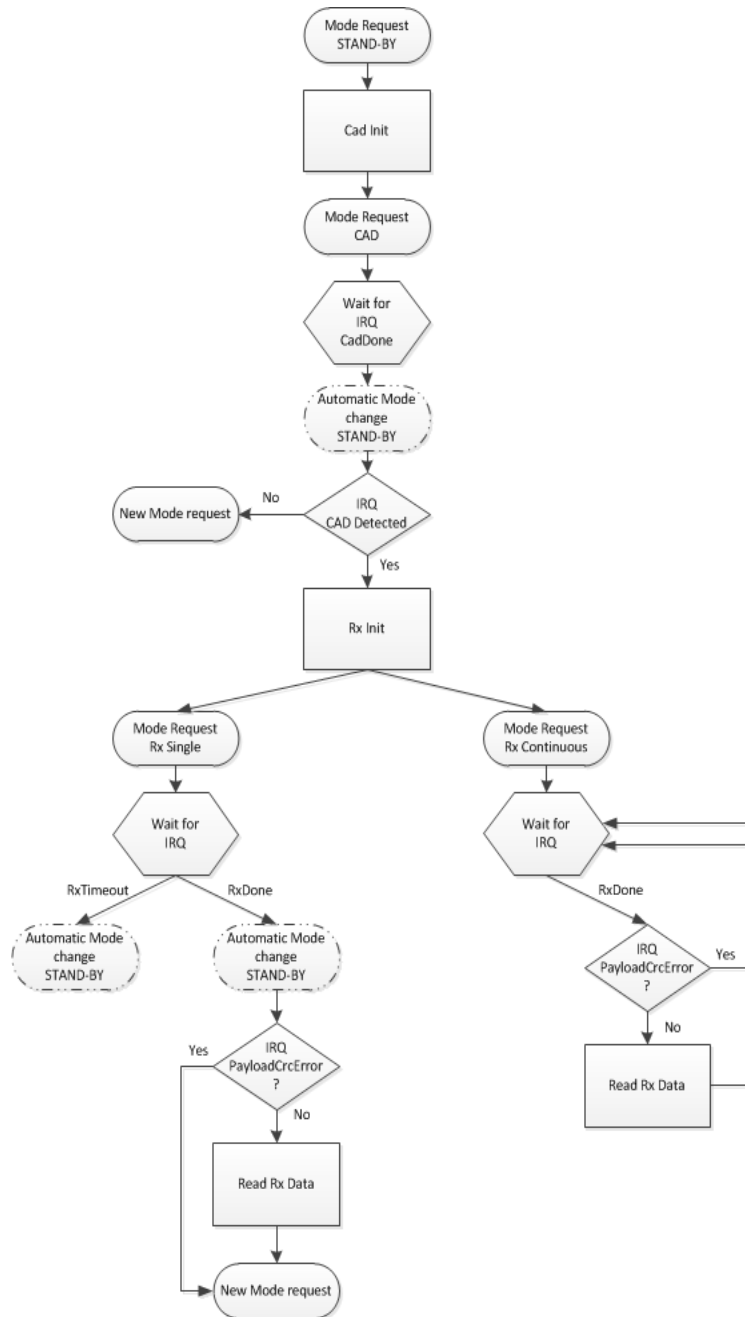 Mode Request
STAND-BY
Cad Init
Mode Request
CAD
Wait for
IRQ
CadDone
Automatic Mode
change
STAND-BY
No
New Mode request
IRQ
CAD Detected
Yes
Rx Init
Mode Request
Rx Single
Mode Request
Rx Continuous
Wait for
IRQ
Wait for
IRQ
RxTimeout
RxDone
RxDone
Automatic Mode
change
STAND-BY
Automatic Mode
change
STAND-BY
IRQ
PayloadCrcError
?
Yes
No
Read Rx Data
Yes
IRQ
PayloadCrcError
?
No
Read Rx Data
New Mode request